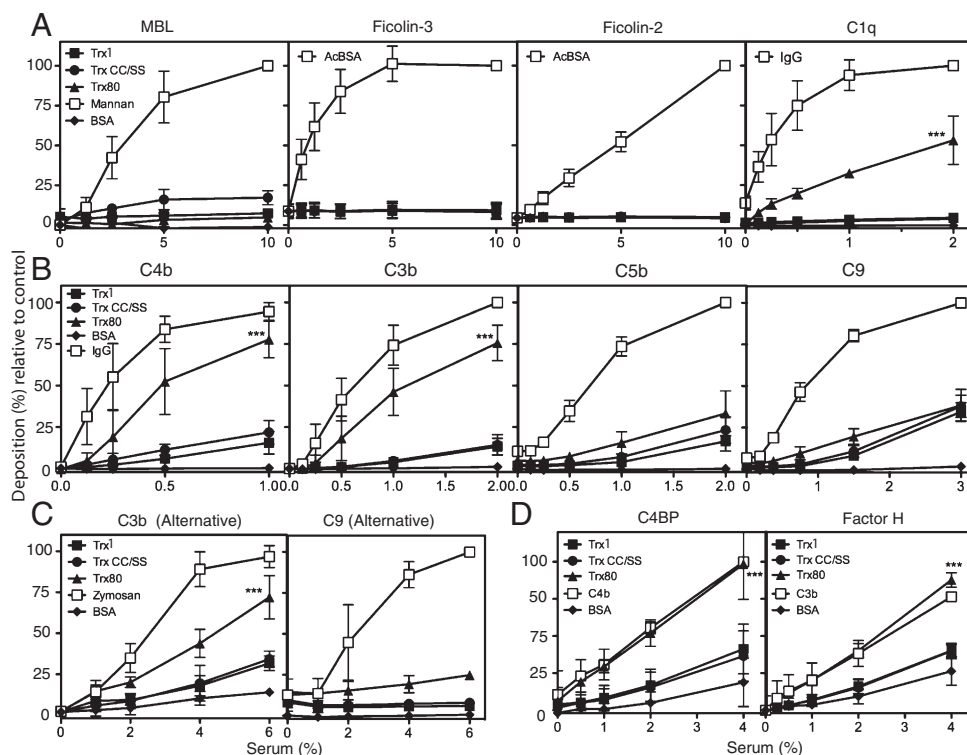 A
MBL
Ficolin-3
Ficolin-2
C1q
Trx1
Trx CC/SS
Trx80
Mannan
BSA
AcBSA
AcBSA
IgG
***
100
75
50
25
0
0 5 10
0 5 10
0 5 10
0 1 2
Deposition (%) relative to control
B
C4b
C3b
C5b
C9
Trx1
Trx CC/SS
Trx80
BSA
IgG
***
***
100
75
50
25
0
0.0 0.5 1.0
0.0 0.5 1.0 1.5 2.0
0.0 0.5 1.0 1.5 2.0
0 1 2 3
C
C3b (Alternative)
C9 (Alternative)
Trx1
Trx CC/SS
Trx80
Zymosan
BSA
***
100
75
50
25
0
0 2 4 6
0 2 4 6
Serum (%)
D
C4BP
Factor H
Trx1
Trx CC/SS
Trx80
C4b
BSA
Trx1
Trx CC/SS
Trx80
C3b
BSA
***
***
100
50
75
25
0
0 1 2 3 4
0 1 2 3 4
Serum (%)